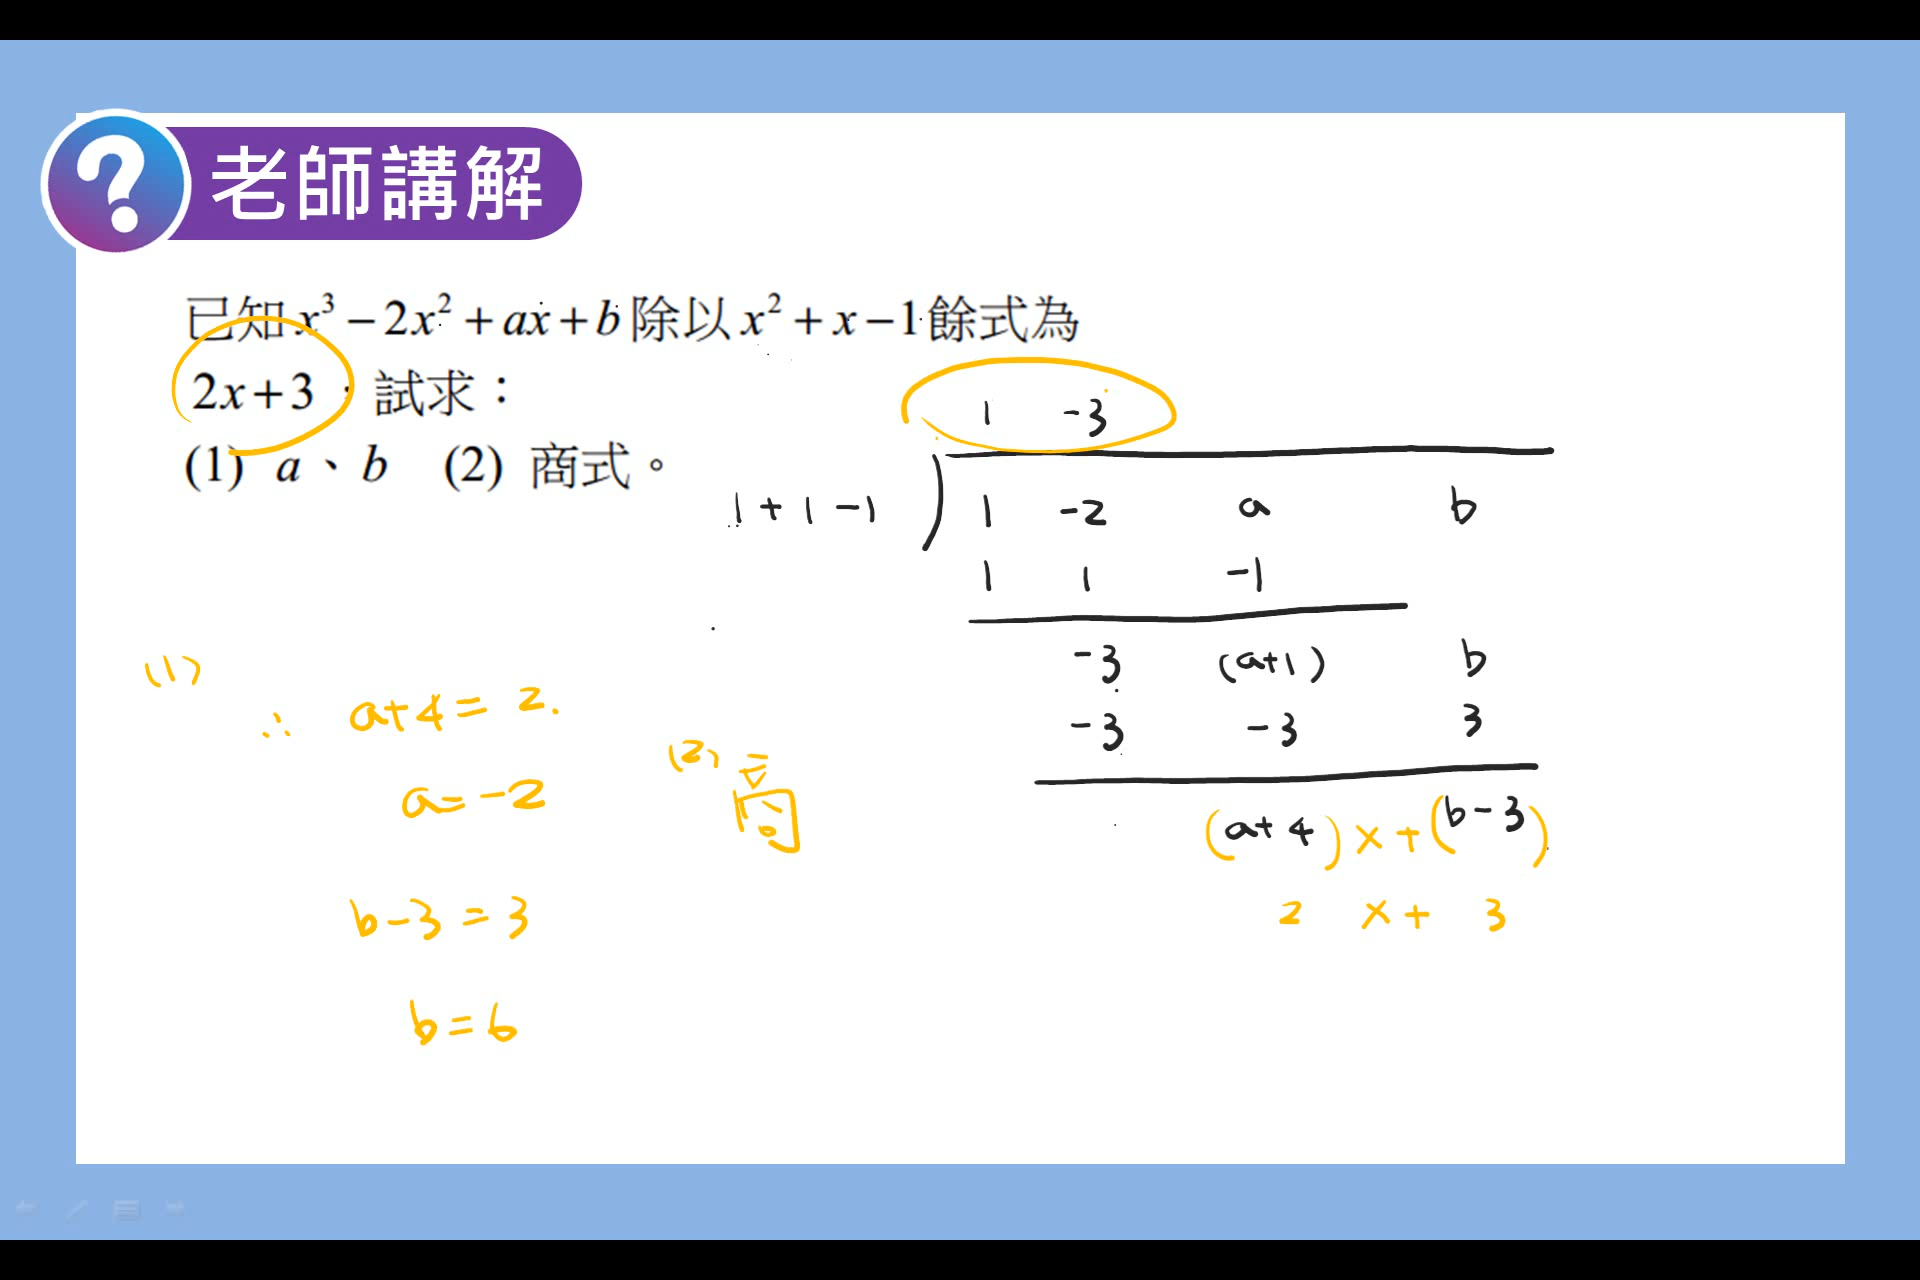 ?
老師講解
已知 x³ − 2x² + ax + b 除以 x² + x − 1 餘式為
2x + 3，試求：
(1) a、b (2) 商式。
1 -3
1 + 1 - 1 ) 1 -2 a b
1 1 -1
-3 (a+1) b
-3 -3 3
(a+4)x + (b-3)
2 x + 3
(1)
∴ a+4 = 2.
a = -2
b-3 = 3
b = 6
(2) 商